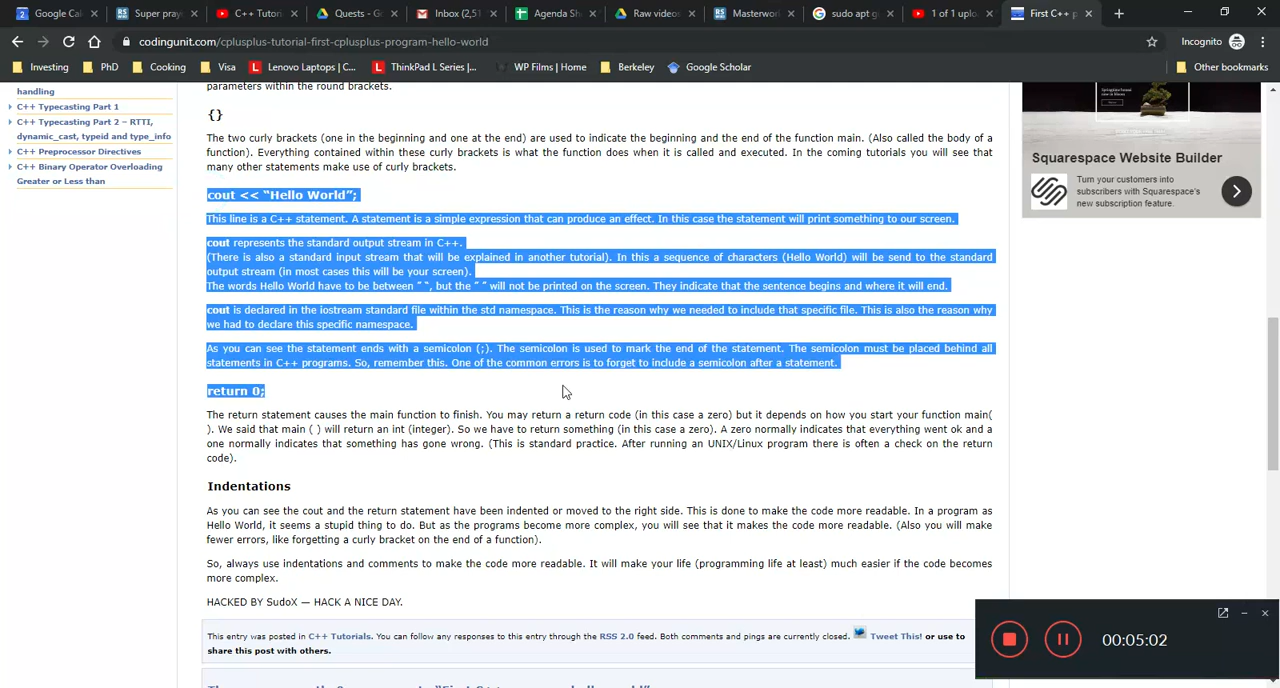 Google Cal
Super pray
C++ Tutori
Quests - G
Inbox (2,51
Agenda Sh
Raw videos
Masterwor
sudo apt g
1 of 1 uplo
First C++ p
codingunit.com/cplusplus-tutorial-first-cplusplus-program-hello-world
Incognito
Investing
PhD
Cooking
Visa
Lenovo Laptops | C...
ThinkPad L Series |...
WP Films | Home
Berkeley
Google Scholar
Other bookmarks
handling
C++ Typecasting Part 1
C++ Typecasting Part 2 – RTTI,
dynamic_cast, typeid and type_info
C++ Preprocessor Directives
C++ Binary Operator Overloading
Greater or Less than
parameters within the round brackets.
{}
The two curly brackets (one in the beginning and one at the end) are used to indicate the beginning and the end of the function main. (Also called the body of a
function). Everything contained within these curly brackets is what the function does when it is called and executed. In the coming tutorials you will see that
many other statements make use of curly brackets.
cout << “Hello World”;
This line is a C++ statement. A statement is a simple expression that can produce an effect. In this case the statement will print something to our screen.
cout represents the standard output stream in C++.
(There is also a standard input stream that will be explained in another tutorial). In this a sequence of characters (Hello World) will be send to the standard
output stream (in most cases this will be your screen).
The words Hello World have to be between ” “, but the ” ” will not be printed on the screen. They indicate that the sentence begins and where it will end.
cout is declared in the iostream standard file within the std namespace. This is the reason why we needed to include that specific file. This is also the reason why
we had to declare this specific namespace.
As you can see the statement ends with a semicolon (;). The semicolon is used to mark the end of the statement. The semicolon must be placed behind all
statements in C++ programs. So, remember this. One of the common errors is to forget to include a semicolon after a statement.
return 0;
The return statement causes the main function to finish. You may return a return code (in this case a zero) but it depends on how you start your function main(
). We said that main ( ) will return an int (integer). So we have to return something (in this case a zero). A zero normally indicates that everything went ok and a
one normally indicates that something has gone wrong. (This is standard practice. After running an UNIX/Linux program there is often a check on the return
code).
Indentations
As you can see the cout and the return statement have been indented or moved to the right side. This is done to make the code more readable. In a program as
Hello World, it seems a stupid thing to do. But as the programs become more complex, you will see that it makes the code more readable. (Also you will make
fewer errors, like forgetting a curly bracket on the end of a function).
So, always use indentations and comments to make the code more readable. It will make your life (programming life at least) much easier if the code becomes
more complex.
HACKED BY SudoX — HACK A NICE DAY.
This entry was posted in C++ Tutorials. You can follow any responses to this entry through the RSS 2.0 feed. Both comments and pings are currently closed. Tweet This! or use to
share this post with others.
Squarespace Website Builder
Turn your customers into
subscribers with Squarespace's
new subscription feature.
00:05:02